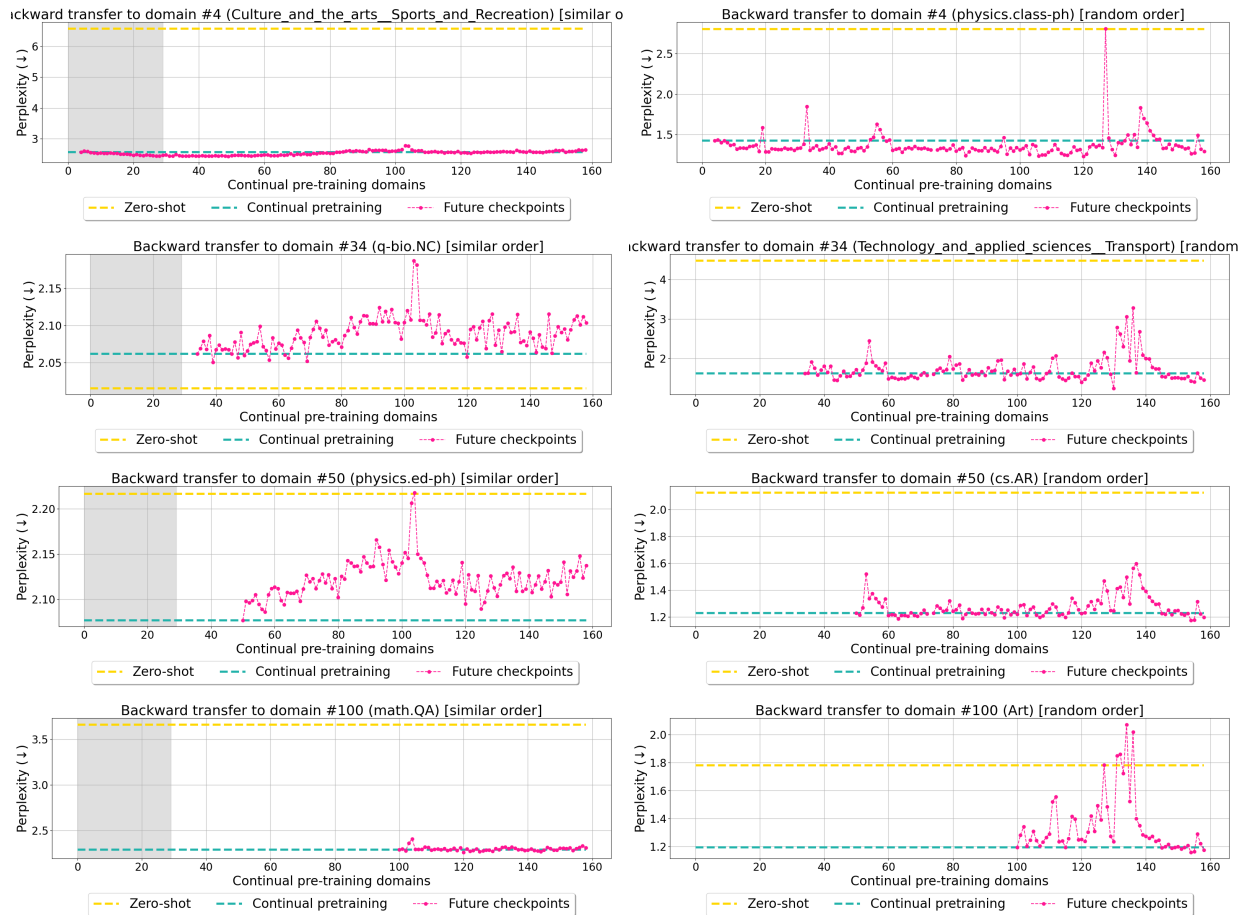 ackward transfer to domain #4 (Culture_and_the_arts__Sports_and_Recreation) [similar o
Perplexity (↓)
6
5
4
3
0 20 40 60 80 100 120 140 160
Continual pre-training domains
Zero-shot Continual pretraining Future checkpoints
Backward transfer to domain #4 (physics.class-ph) [random order]
Perplexity (↓)
2.5
2.0
1.5
0 20 40 60 80 100 120 140 160
Continual pre-training domains
Zero-shot Continual pretraining Future checkpoints
Backward transfer to domain #34 (q-bio.NC) [similar order]
Perplexity (↓)
2.15
2.10
2.05
0 20 40 60 80 100 120 140 160
Continual pre-training domains
Zero-shot Continual pretraining Future checkpoints
ackward transfer to domain #34 (Technology_and_applied_sciences__Transport) [random
Perplexity (↓)
4
3
2
0 20 40 60 80 100 120 140 160
Continual pre-training domains
Zero-shot Continual pretraining Future checkpoints
Backward transfer to domain #50 (physics.ed-ph) [similar order]
Perplexity (↓)
2.20
2.15
2.10
0 20 40 60 80 100 120 140 160
Continual pre-training domains
Zero-shot Continual pretraining Future checkpoints
Backward transfer to domain #50 (cs.AR) [random order]
Perplexity (↓)
2.0
1.8
1.6
1.4
1.2
0 20 40 60 80 100 120 140 160
Continual pre-training domains
Zero-shot Continual pretraining Future checkpoints
Backward transfer to domain #100 (math.QA) [similar order]
Perplexity (↓)
3.5
3.0
2.5
0 20 40 60 80 100 120 140 160
Continual pre-training domains
Zero-shot Continual pretraining Future checkpoints
Backward transfer to domain #100 (Art) [random order]
Perplexity (↓)
2.0
1.8
1.6
1.4
1.2
0 20 40 60 80 100 120 140 160
Continual pre-training domains
Zero-shot Continual pretraining Future checkpoints